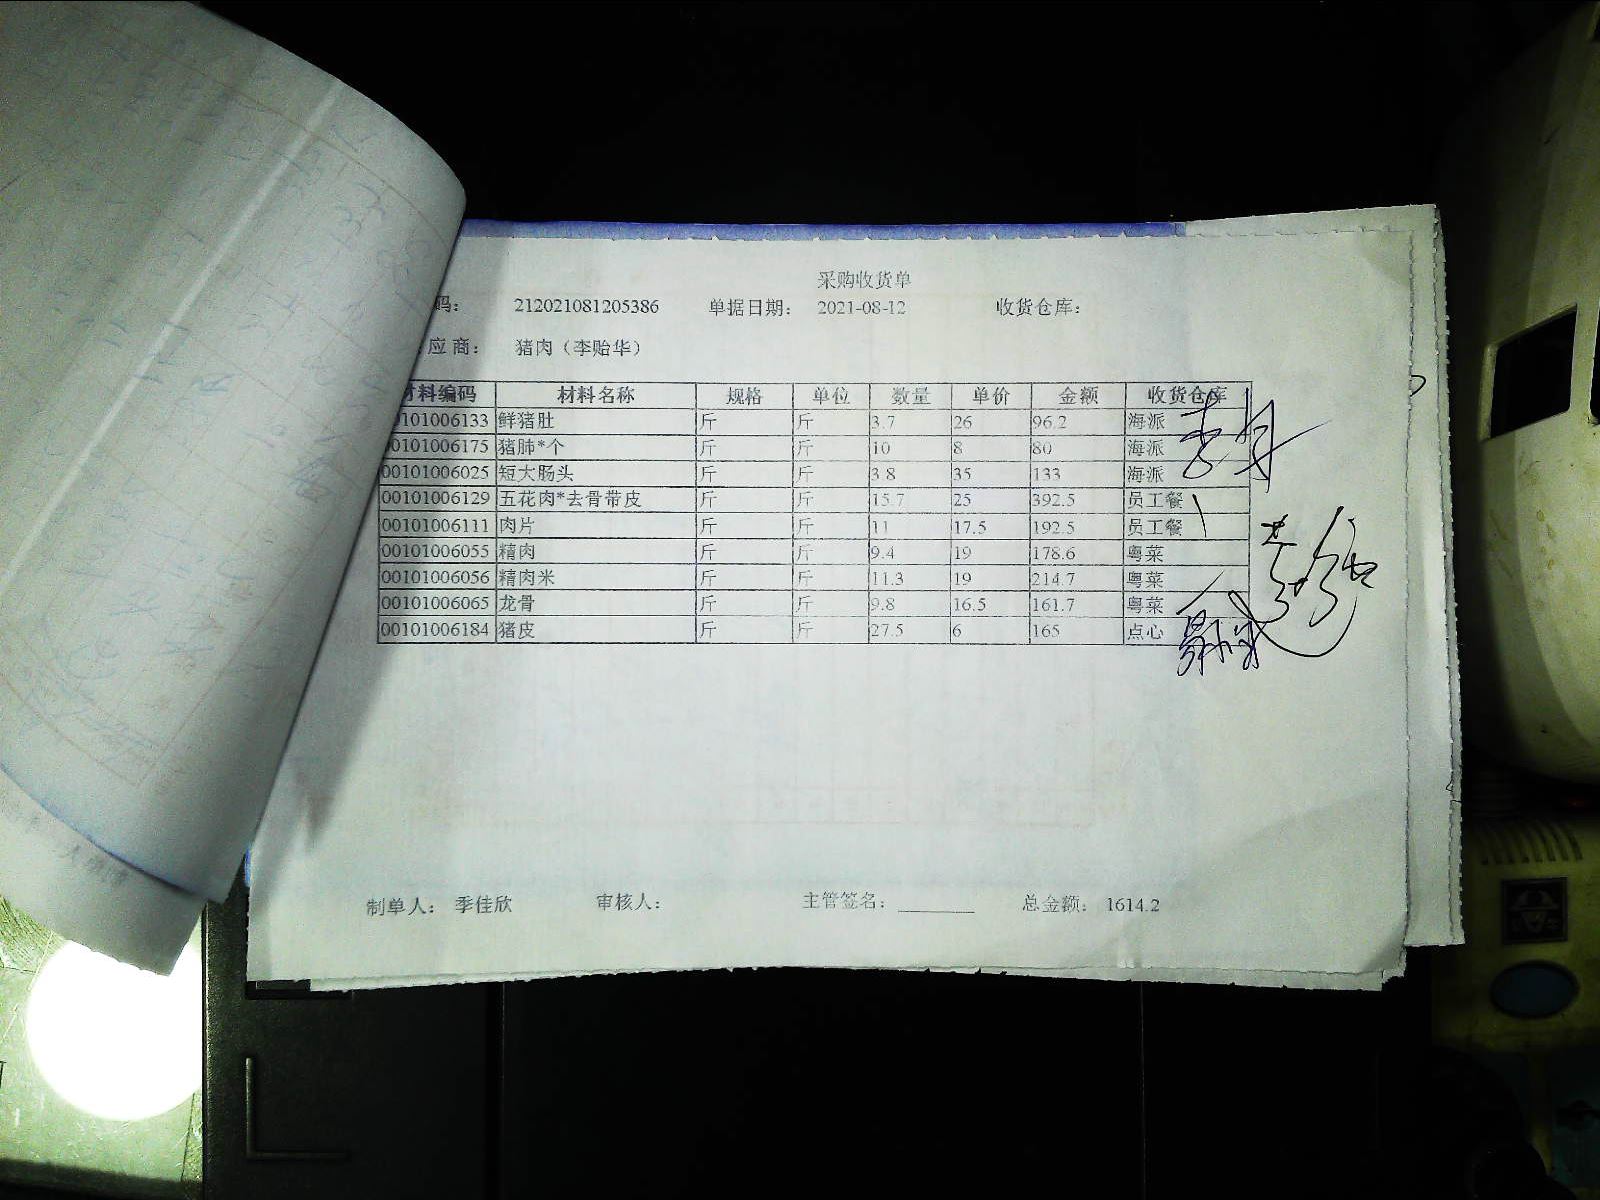 采购收货单
码： 212021081205386 单据日期： 2021-08-12 收货仓库：
应商： 猪肉（李贻华）
材料编码 材料名称 规格 单位 数量 单价 金额 收货仓库
00101006133 鲜猪肚 斤 斤 3.7 26 96.2 海派
00101006175 猪肺*个 斤 斤 10 8 80 海派
00101006025 短大肠头 斤 斤 3.8 35 133 海派
00101006129 五花肉*去骨带皮 斤 斤 15.7 25 392.5 员工餐
00101006111 肉片 斤 斤 11 17.5 192.5 员工餐
00101006055 精肉 斤 斤 9.4 19 178.6 粤菜
00101006056 精肉米 斤 斤 11.3 19 214.7 粤菜
00101006065 龙骨 斤 斤 9.8 16.5 161.7 粤菜
00101006184 猪皮 斤 斤 27.5 6 165 点心
制单人： 季佳欣 审核人： 主管签名： 总金额： 1614.2